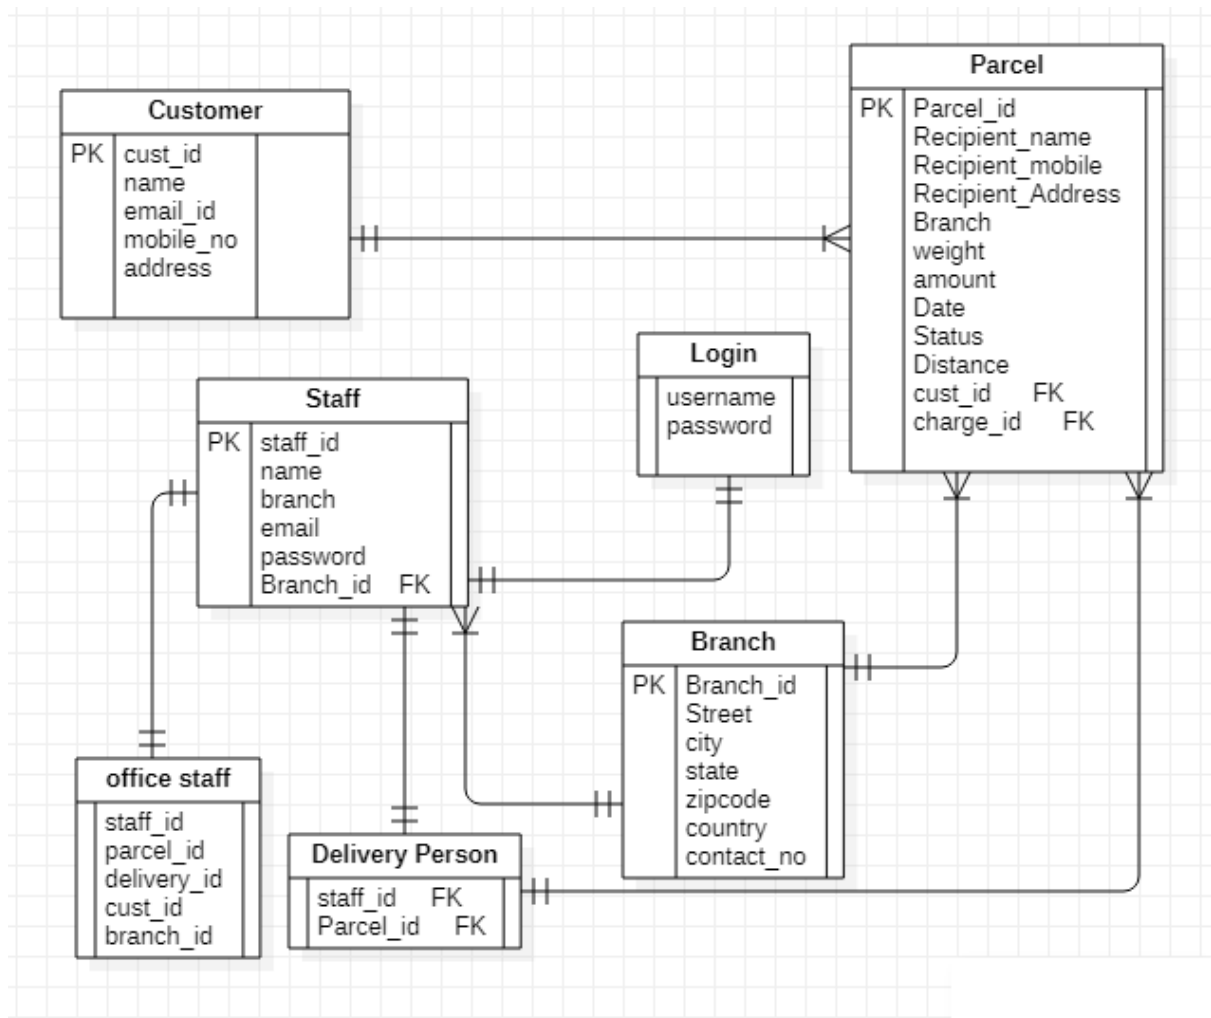 Customer
PK cust_id
name
email_id
mobile_no
address
Parcel
PK Parcel_id
Recipient_name
Recipient_mobile
Recipient_Address
Branch
weight
amount
Date
Status
Distance
cust_id FK
charge_id FK
Login
username
password
Staff
PK staff_id
name
branch
email
password
Branch_id FK
Branch
PK Branch_id
Street
city
state
zipcode
country
contact_no
office staff
staff_id
parcel_id
delivery_id
cust_id
branch_id
Delivery Person
staff_id FK
Parcel_id FK